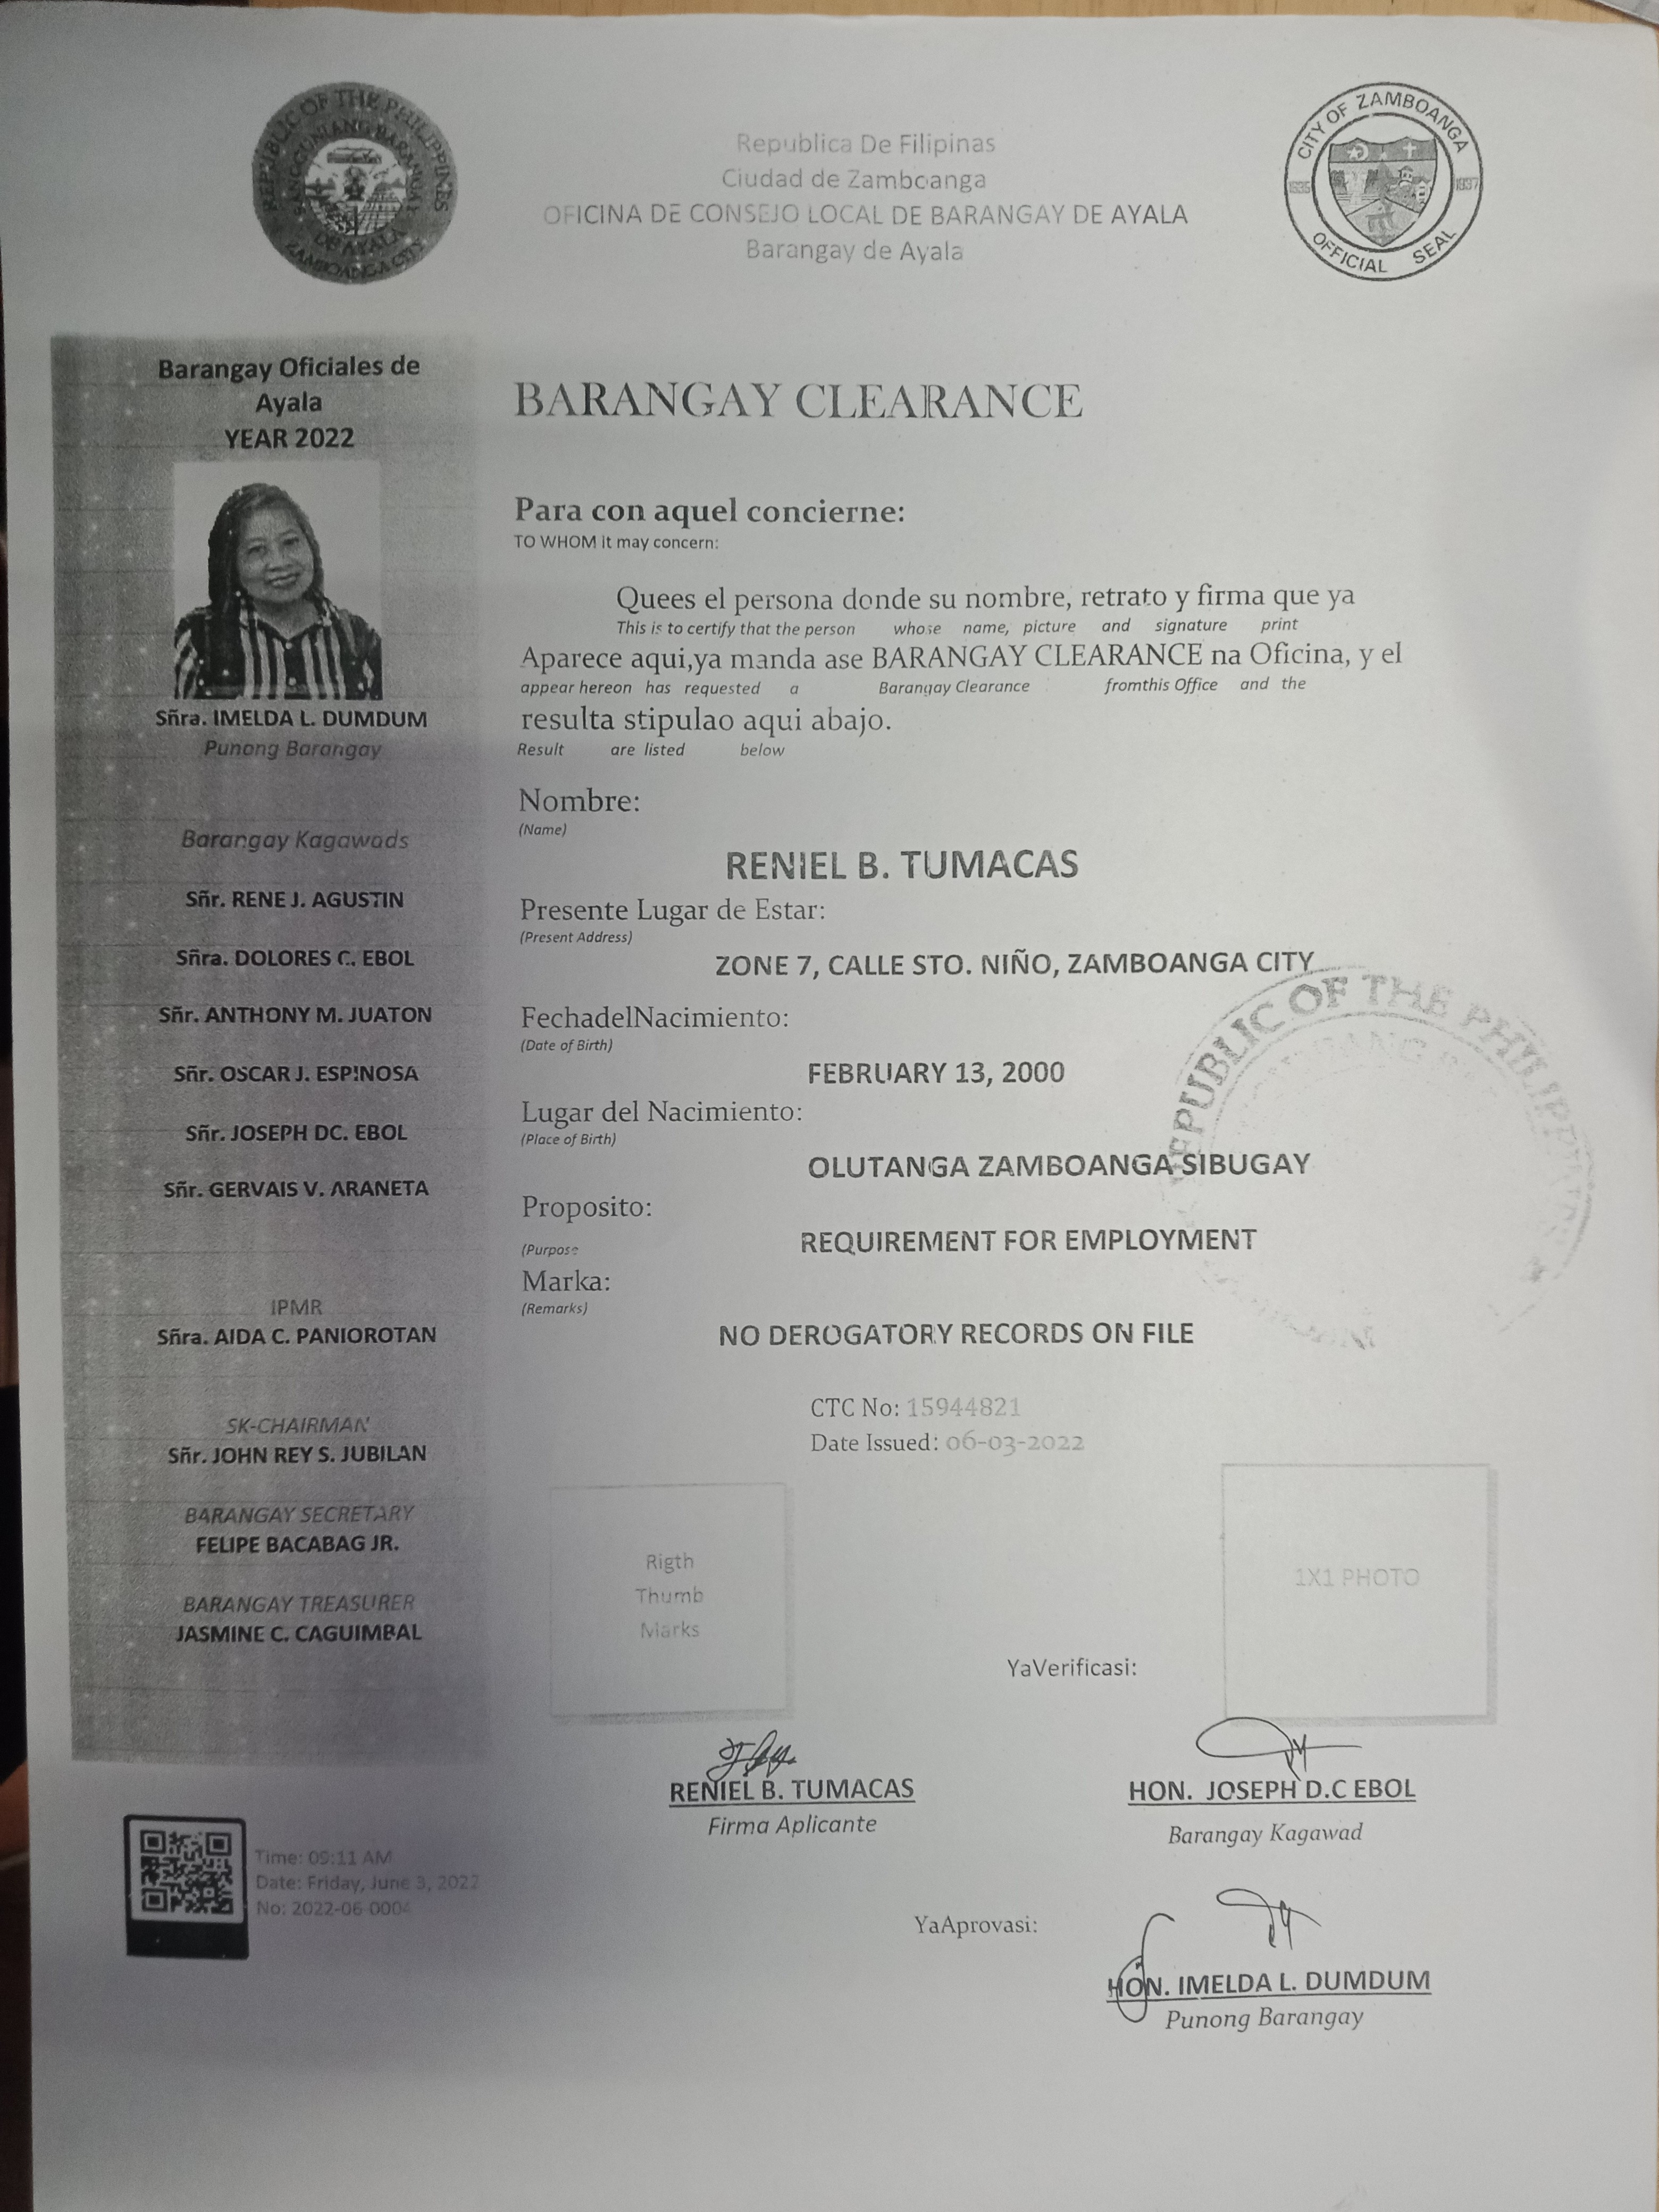 REPUBLIC OF THE PHILIPPINES
SANGGUNIANG BARANGAY
DE AYALA
ZAMBOANGA CITY
Republica De Filipinas
Ciudad de Zamboanga
OFICINA DE CONSEJO LOCAL DE BARANGAY DE AYALA
Barangay de Ayala
CITY OF ZAMBOANGA
1937
OFFICIAL SEAL
Barangay Oficiales de
Ayala
YEAR 2022
Sñra. IMELDA L. DUMDUM
Punong Barangay
Barangay Kagawads
Sñr. RENE J. AGUSTIN
Sñra. DOLORES C. EBOL
Sñr. ANTHONY M. JUATON
Sñr. OSCAR J. ESPINOSA
Sñr. JOSEPH DC. EBOL
Sñr. GERVAIS V. ARANETA
IPMR
Sñra. AIDA C. PANIOROTAN
SK-CHAIRMAN
Sñr. JOHN REY S. JUBILAN
BARANGAY SECRETARY
FELIPE BACABAG JR.
BARANGAY TREASURER
JASMINE C. CAGUIMBAL
BARANGAY CLEARANCE
Para con aquel concierne:
TO WHOM it may concern:
Quees el persona donde su nombre, retrato y firma que ya
This is to certify that the person whose name, picture and signature print
Aparece aqui,ya manda ase BARANGAY CLEARANCE na Oficina, y el
appear hereon has requested a Barangay Clearance fromthis Office and the
resulta stipulao aqui abajo.
Result are listed below
Nombre:
(Name)
RENIEL B. TUMACAS
Presente Lugar de Estar:
(Present Address)
ZONE 7, CALLE STO. NIÑO, ZAMBOANGA CITY
FechadelNacimiento:
(Date of Birth)
FEBRUARY 13, 2000
Lugar del Nacimiento:
(Place of Birth)
OLUTANGA ZAMBOANGA SIBUGAY
Proposito:
(Purpose
REQUIREMENT FOR EMPLOYMENT
Marka:
(Remarks)
NO DEROGATORY RECORDS ON FILE
REPUBLIC OF THE PHILIPPINES
CTC No: 15944821
Date Issued: 06-03-2022
Rigth
Thumb
Marks
1X1 PHOTO
YaVerificasi:
RENIEL B. TUMACAS
Firma Aplicante
HON. JOSEPH D.C EBOL
Barangay Kagawad
Time: 09:11 AM
Date: Friday, June 3, 2022
No: 2022-06-0004
YaAprovasi:
HON. IMELDA L. DUMDUM
Punong Barangay